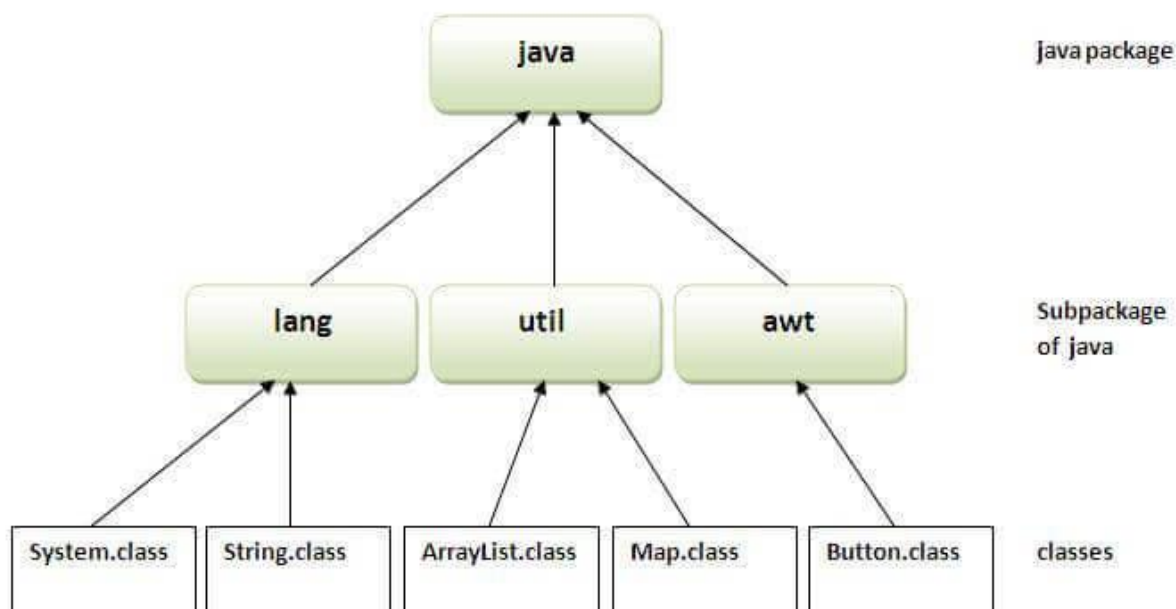 java
java package
lang
util
awt
Subpackage
of java
System.class
String.class
ArrayList.class
Map.class
Button.class
classes